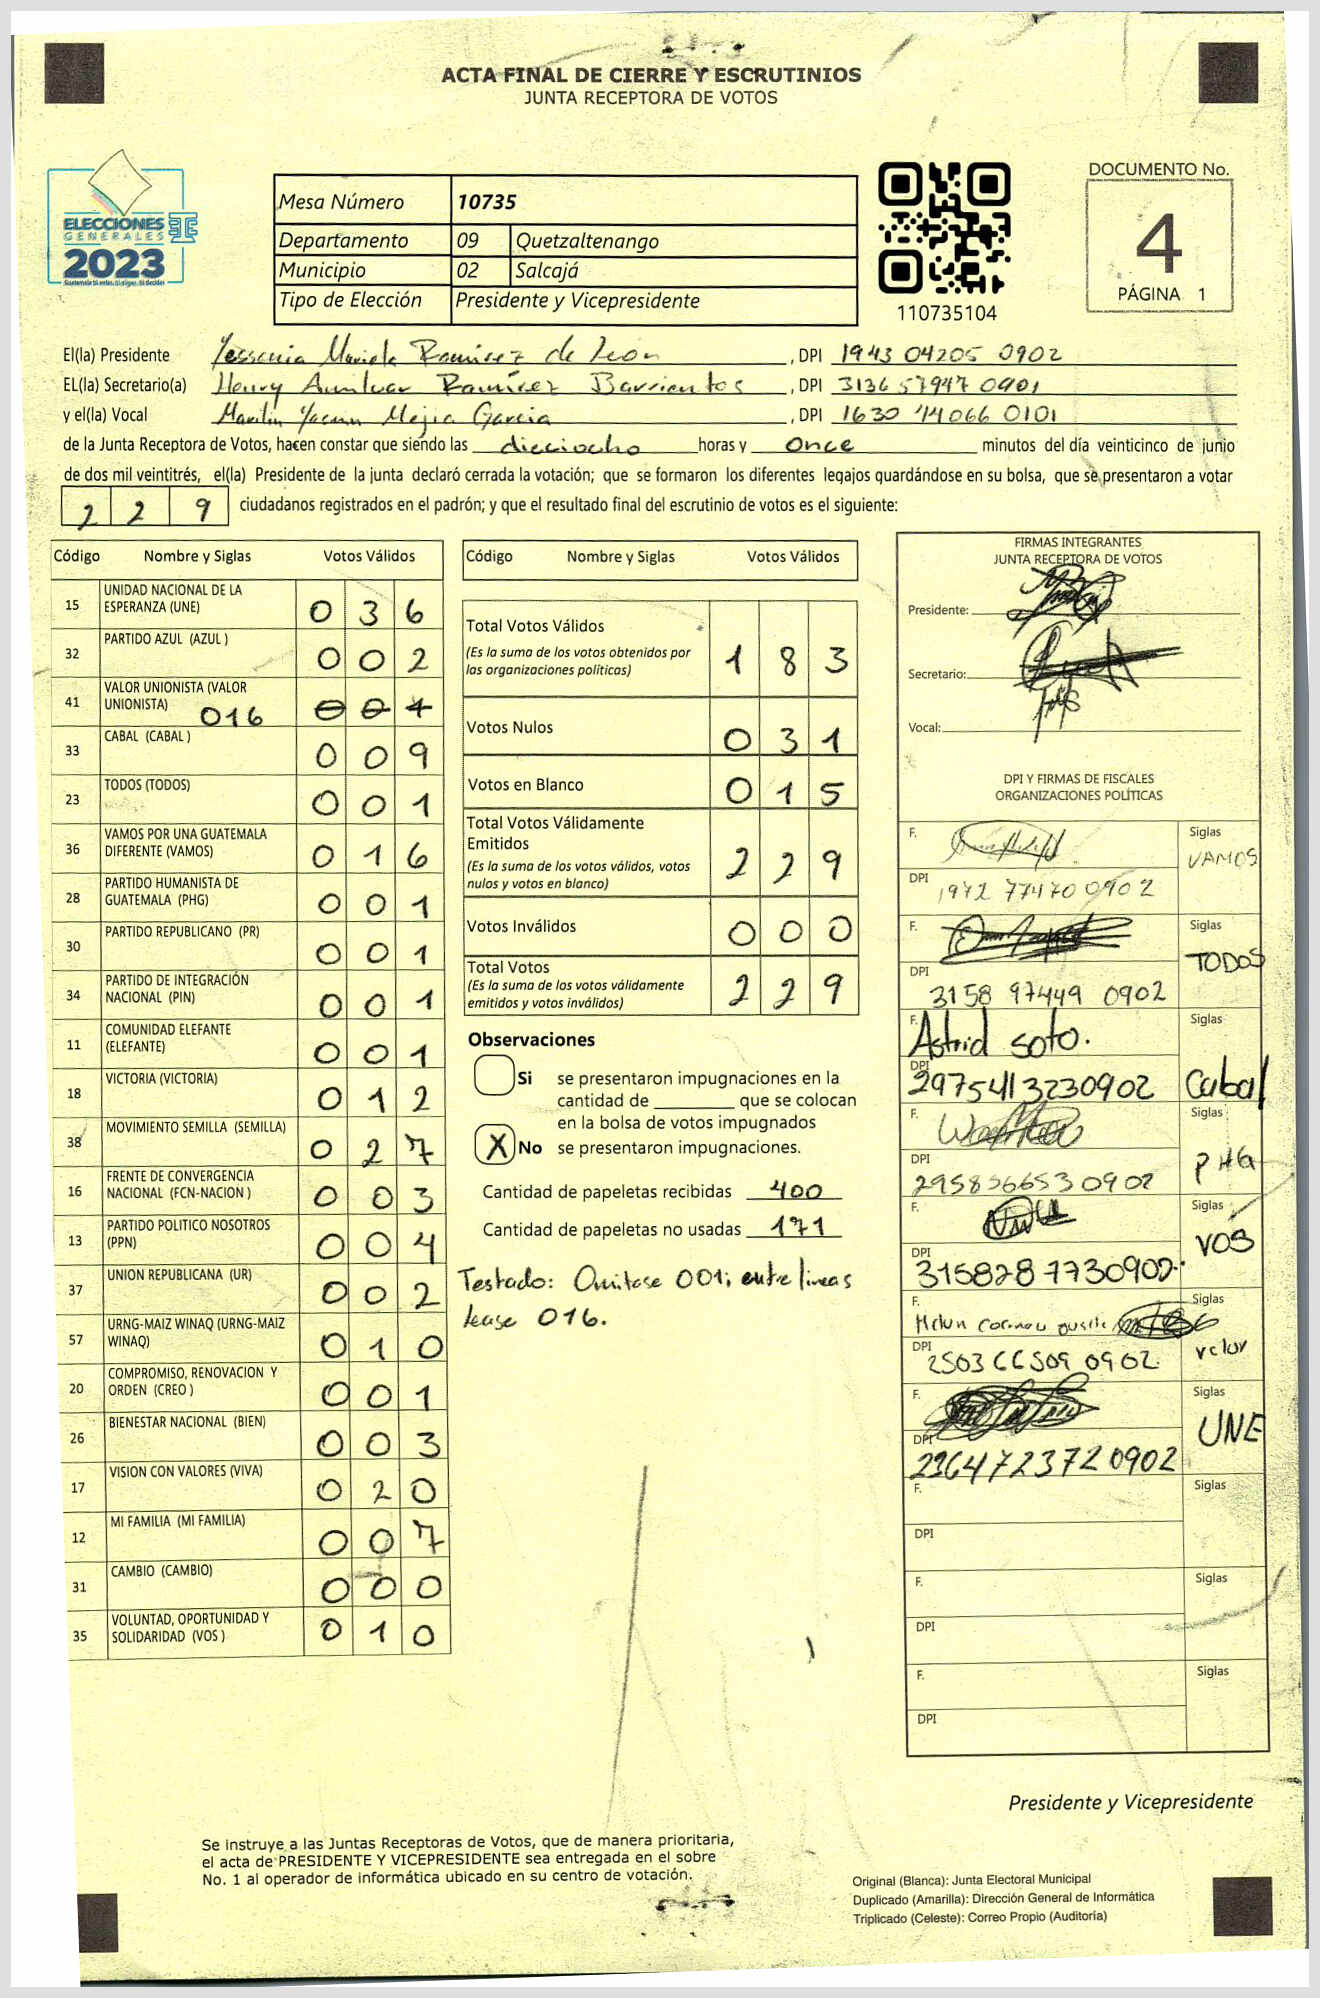 ACTA FINAL DE CIERRE Y ESCRUTINIOS
JUNTA RECEPTORA DE VOTOS
ELECCIONES
GENERALES
2023
Mesa Número 10735
Departamento 09 Quetzaltenango
Municipio 02 Salcajá
Tipo de Elección Presidente y Vicepresidente
110735104
DOCUMENTO No.
4
PÁGINA 1
El(la) Presidente Yessenia Mariela Ramírez de León, DPI 1943 04205 0902
EL(la) Secretario(a) Henry Amilcar Ramírez Barrientos, DPI 3136 57947 0901
y el(la) Vocal Marilin Yasmin Mejia Garcia, DPI 1630 44066 0101
de la Junta Receptora de Votos, hacen constar que siendo las dieciocho horas y once minutos del día veinticinco de junio
de dos mil veintitrés, el(la) Presidente de la junta declaró cerrada la votación; que se formaron los diferentes legajos guardándose en su bolsa, que se presentaron a votar
2 2 9 ciudadanos registrados en el padrón; y que el resultado final del escrutinio de votos es el siguiente:
Código Nombre y Siglas Votos Válidos
15 UNIDAD NACIONAL DE LA ESPERANZA (UNE) 0 3 6
32 PARTIDO AZUL (AZUL ) 0 0 2
41 VALOR UNIONISTA (VALOR UNIONISTA) 016 0 0 1
33 CABAL (CABAL ) 0 0 9
23 TODOS (TODOS) 0 0 1
36 VAMOS POR UNA GUATEMALA DIFERENTE (VAMOS) 0 1 6
28 PARTIDO HUMANISTA DE GUATEMALA (PHG) 0 0 1
30 PARTIDO REPUBLICANO (PR) 0 0 1
34 PARTIDO DE INTEGRACIÓN NACIONAL (PIN) 0 0 1
11 COMUNIDAD ELEFANTE (ELEFANTE) 0 0 1
18 VICTORIA (VICTORIA) 0 1 2
38 MOVIMIENTO SEMILLA (SEMILLA) 0 2 7
16 FRENTE DE CONVERGENCIA NACIONAL (FCN-NACION ) 0 0 3
13 PARTIDO POLITICO NOSOTROS (PPN) 0 0 4
37 UNION REPUBLICANA (UR) 0 0 2
57 URNG-MAIZ WINAQ (URNG-MAIZ WINAQ) 0 1 0
20 COMPROMISO, RENOVACION Y ORDEN (CREO ) 0 0 1
26 BIENESTAR NACIONAL (BIEN) 0 0 3
17 VISION CON VALORES (VIVA) 0 2 0
12 MI FAMILIA (MI FAMILIA) 0 0 7
31 CAMBIO (CAMBIO) 0 0 0
35 VOLUNTAD, OPORTUNIDAD Y SOLIDARIDAD (VOS ) 0 1 0
Código Nombre y Siglas Votos Válidos
Total Votos Válidos 1 8 3
(Es la suma de los votos obtenidos por
las organizaciones políticas)
Votos Nulos 0 3 1
Votos en Blanco 0 1 5
Total Votos Válidamente
Emitidos 2 2 9
(Es la suma de los votos válidos, votos
nulos y votos en blanco)
Votos Inválidos 0 0 0
Total Votos 2 2 9
(Es la suma de los votos válidamente
emitidos y votos inválidos)
Observaciones
Si se presentaron impugnaciones en la
cantidad de ________ que se colocan
en la bolsa de votos impugnados
X No se presentaron impugnaciones.
Cantidad de papeletas recibidas 400
Cantidad de papeletas no usadas 171
Testado: Omitase 001; entre lineas
lease 016.
FIRMAS INTEGRANTES
JUNTA RECEPTORA DE VOTOS
Presidente:
Secretario:
Vocal:
DPI Y FIRMAS DE FISCALES
ORGANIZACIONES POLÍTICAS
F. Siglas VAMOS
DPI 1972 77470 0902
F. Siglas TODOS
DPI 3158 97449 0902
F. Astrid soto. Siglas Cabal
DPI 2975413230902
F. Siglas PHG
DPI 2958566530902
F. Siglas VOS
DPI 3158287730902.
F. Siglas valor
DPI 2503 66509 0902
F. Siglas UNE
DPI 2364723720902
F. Siglas
DPI
F. Siglas
DPI
F. Siglas
DPI
Presidente y Vicepresidente
Se instruye a las Juntas Receptoras de Votos, que de manera prioritaria,
el acta de PRESIDENTE Y VICEPRESIDENTE sea entregada en el sobre
No. 1 al operador de informática ubicado en su centro de votación.
Original (Blanca): Junta Electoral Municipal
Duplicado (Amarilla): Dirección General de Informática
Triplicado (Celeste): Correo Propio (Auditoría)